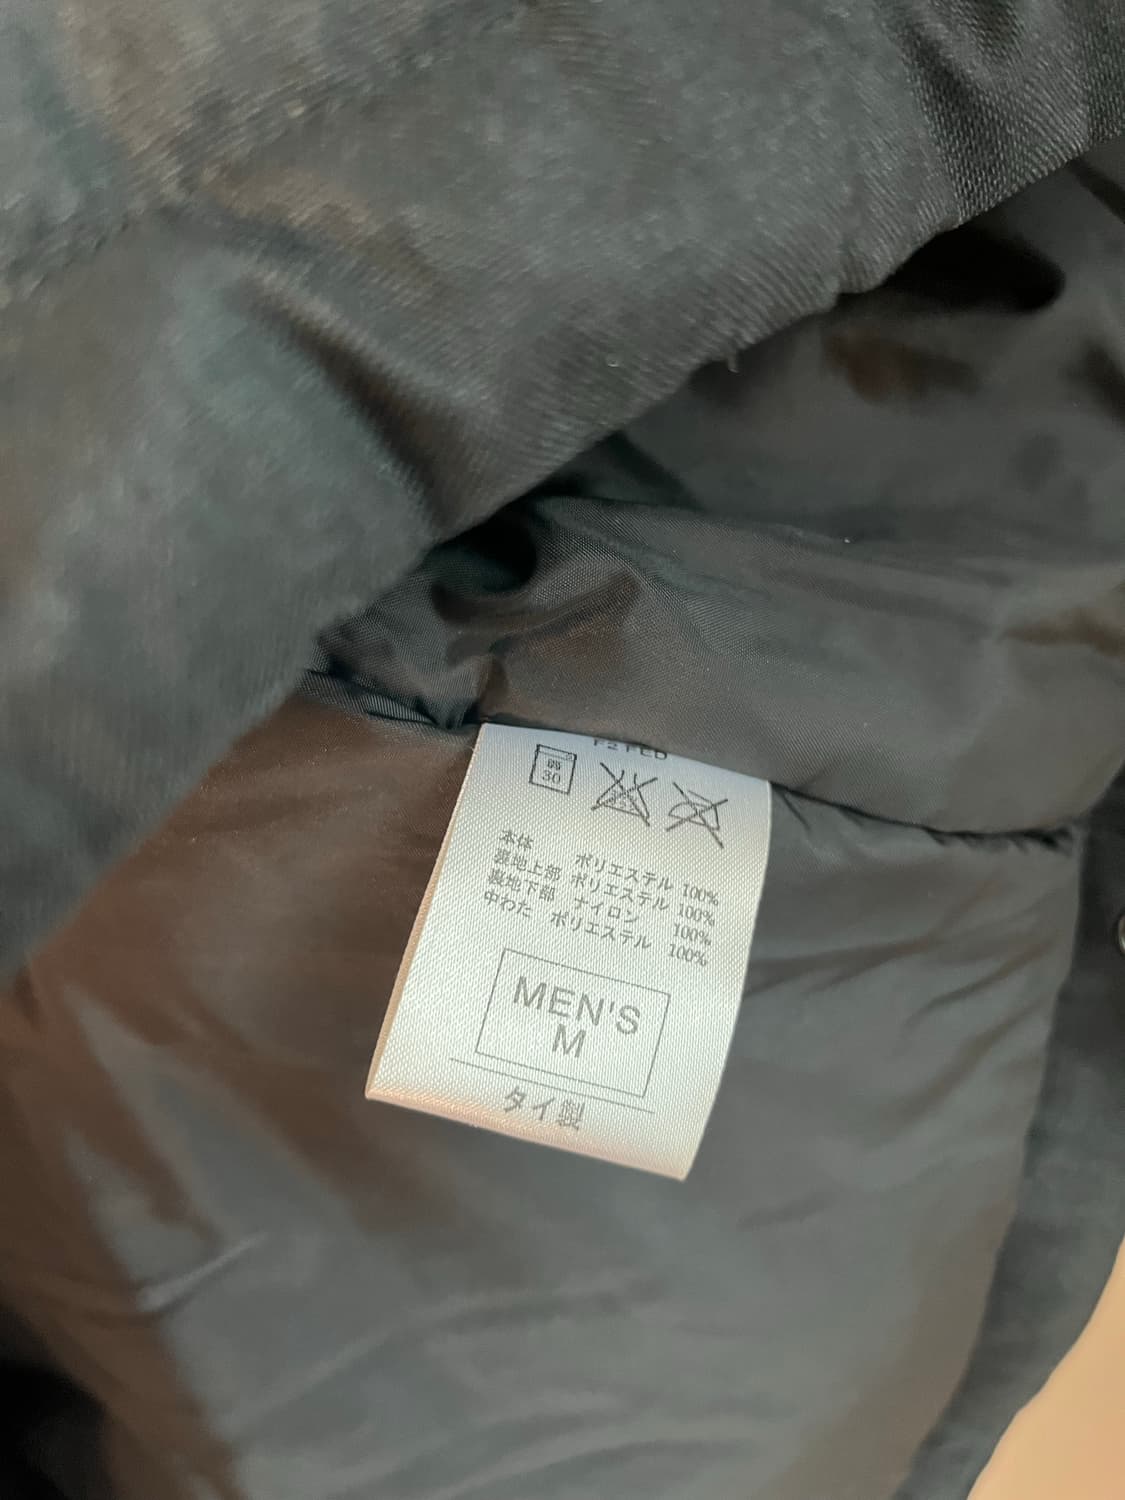 弱
30
本体 ポリエステル 100%
裏地上部 ポリエステル 100%
裏地下部 ナイロン 100%
中わた ポリエステル 100%
MEN'S
M
タイ製